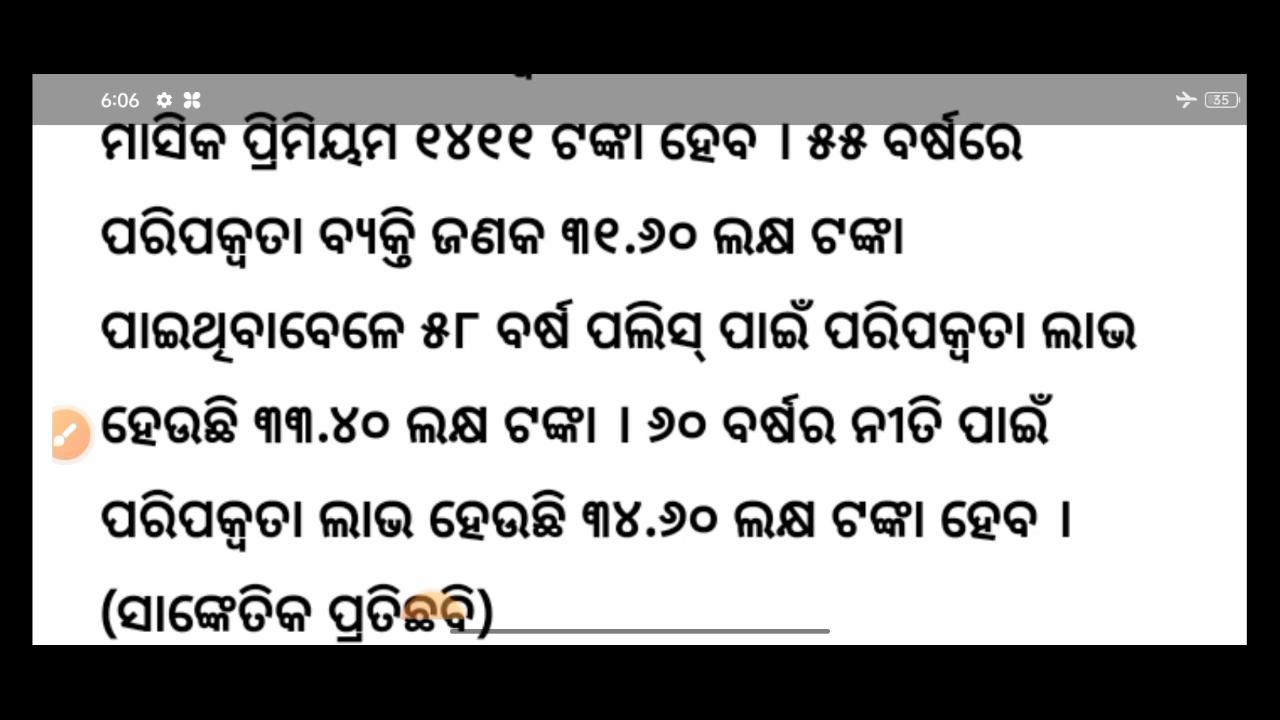 6:06 35
ମାସିକ ପ୍ରିମିୟମ ୧୪୧୧ ଟଙ୍କା ହେବ । ୫୫ ବର୍ଷରେ
ପରିପକ୍ୱତା ବ୍ୟକ୍ତି ଜଣକ ୩୧.୬୦ ଲକ୍ଷ ଟଙ୍କା
ପାଇଥିବାବେଳେ ୫୮ ବର୍ଷ ପଲିସ୍ ପାଇଁ ପରିପକ୍ୱତା ଲାଭ
ହେଉଛି ୩୩.୪୦ ଲକ୍ଷ ଟଙ୍କା । ୬୦ ବର୍ଷର ନୀତି ପାଇଁ
ପରିପକ୍ୱତା ଲାଭ ହେଉଛି ୩୪.୬୦ ଲକ୍ଷ ଟଙ୍କା ହେବ ।
(ସାଙ୍କେତିକ ପ୍ରତିଛବି)